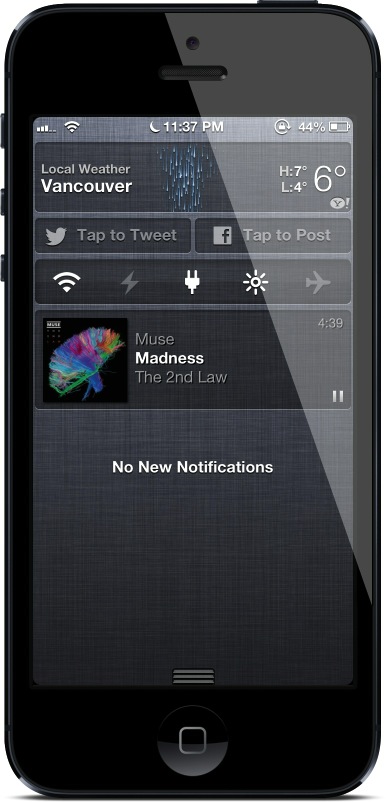 11:37 PM
44%
Local Weather
Vancouver
H:7°
L:4°
6°
Y!
Tap to Tweet
Tap to Post
MUSE
4:39
Muse
Madness
The 2nd Law
No New Notifications